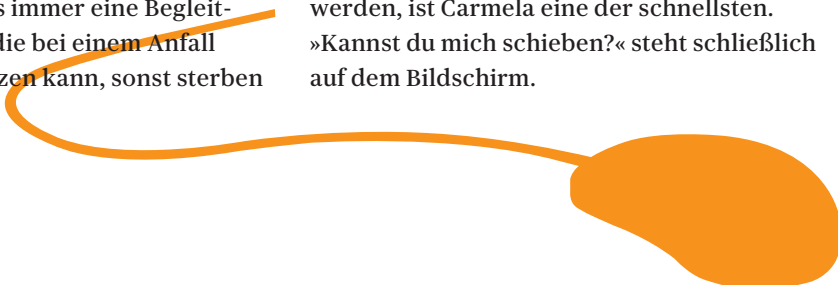 s immer eine Begleit-
die bei einem Anfall
zen kann, sonst sterben
werden, ist Carmela eine der schnellsten.
»Kannst du mich schieben?« steht schließlich
auf dem Bildschirm.